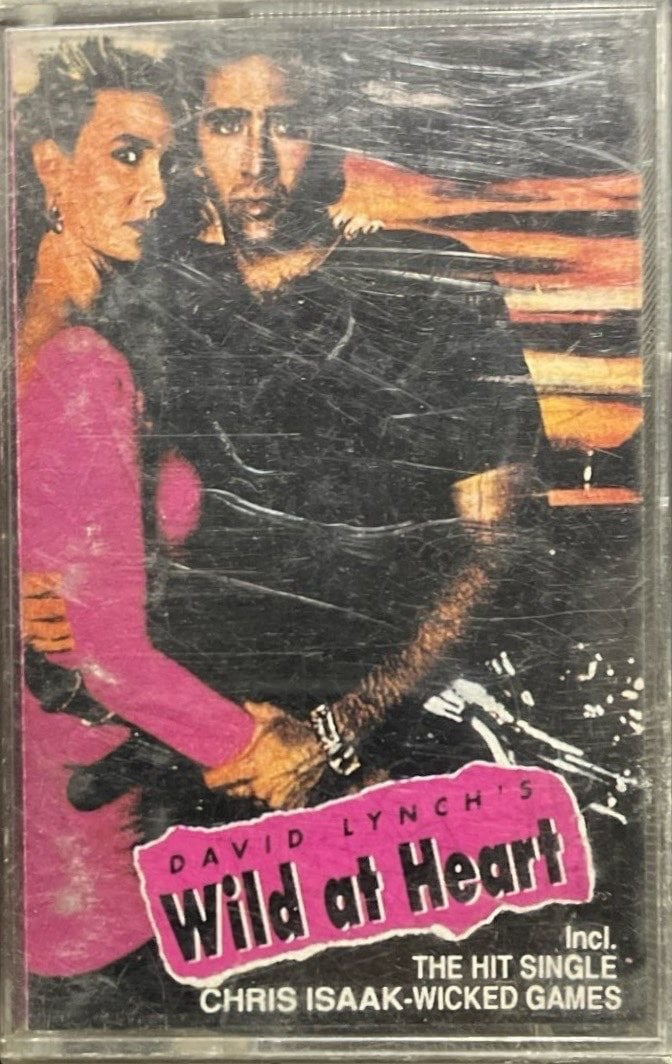 DAVID LYNCH'S
Wild at Heart
Incl.
THE HIT SINGLE
CHRIS ISAAK-WICKED GAMES